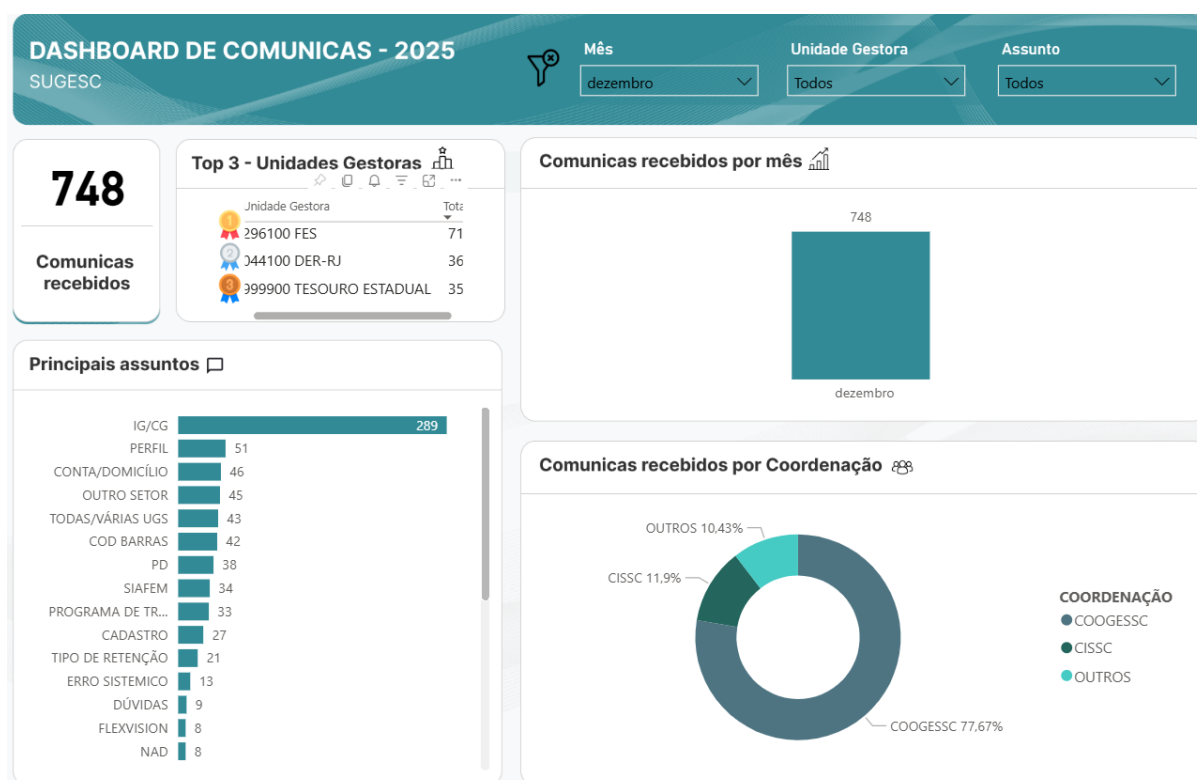 DASHBOARD DE COMUNICAS - 2025
SUGESC
Mês
dezembro
Unidade Gestora
Todos
Assunto
Todos
748
Comunicas
recebidos
Top 3 - Unidades Gestoras
Unidade Gestora Tota
1 296100 FES 71
2 044100 DER-RJ 36
3 999900 TESOURO ESTADUAL 35
Comunicas recebidos por mês
748
dezembro
Principais assuntos
IG/CG 289
PERFIL 51
CONTA/DOMICÍLIO 46
OUTRO SETOR 45
TODAS/VÁRIAS UGS 43
COD BARRAS 42
PD 38
SIAFEM 34
PROGRAMA DE TR... 33
CADASTRO 27
TIPO DE RETENÇÃO 21
ERRO SISTEMICO 13
DÚVIDAS 9
FLEXVISION 8
NAD 8
Comunicas recebidos por Coordenação
OUTROS 10,43%
CISSC 11,9%
COOGESSC 77,67%
COORDENAÇÃO
COOGESSC
CISSC
OUTROS